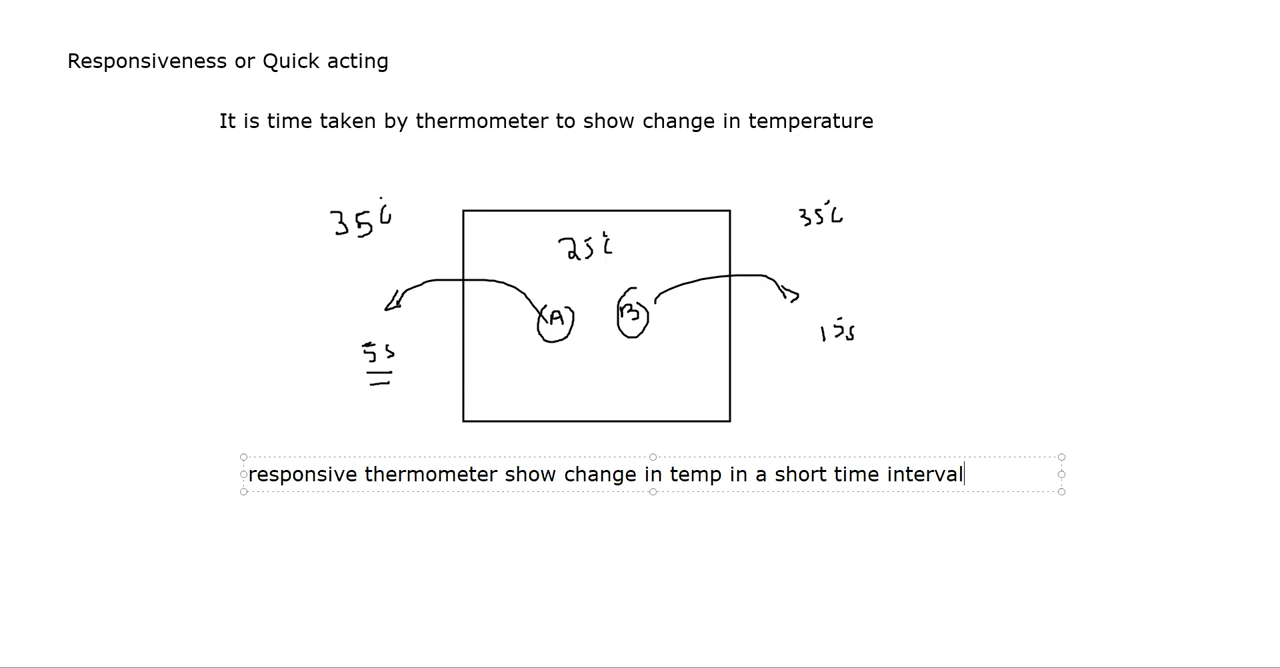 Responsiveness or Quick acting
It is time taken by thermometer to show change in temperature
35°C
35°C
25°C
A
B
5s
15s
responsive thermometer show change in temp in a short time interval